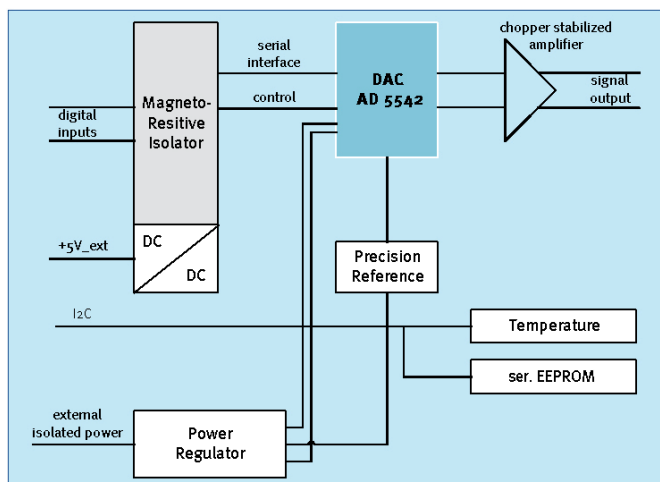 chopper stabilized
amplifier
serial
interface
DAC
AD 5542
signal
output
Magneto-
Resitive
Isolator
control
digital
inputs
+5V_ext
DC
DC
Precision
Reference
I2C
Temperature
ser. EEPROM
external
isolated power
Power
Regulator